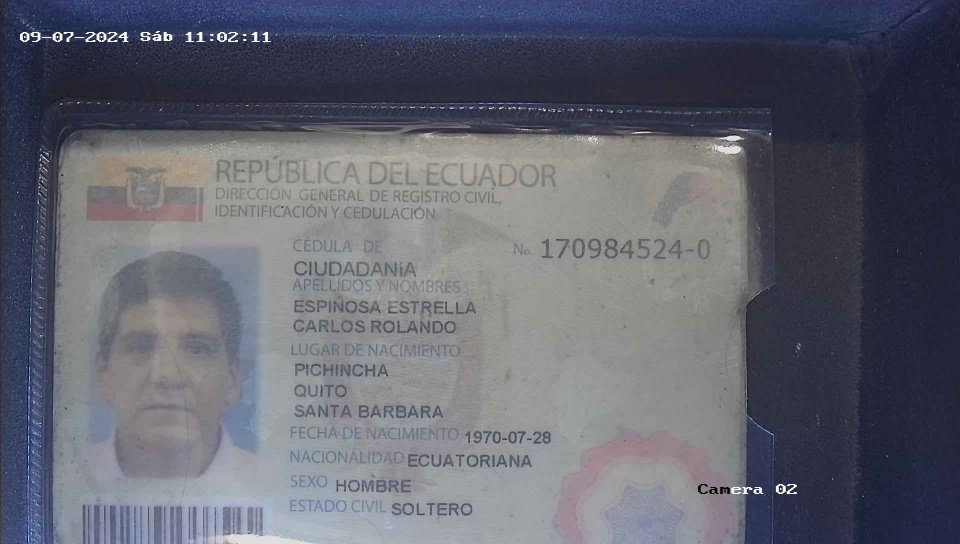 09-07-2024 Sáb 11:02:11
REPÚBLICA DEL ECUADOR
DIRECCIÓN GENERAL DE REGISTRO CIVIL,
IDENTIFICACIÓN Y CEDULACIÓN
CÉDULA DE
No. 170984524-0
CIUDADANÍA
APELLIDOS Y NOMBRES
ESPINOSA ESTRELLA
CARLOS ROLANDO
LUGAR DE NACIMIENTO
PICHINCHA
QUITO
SANTA BARBARA
FECHA DE NACIMIENTO 1970-07-28
NACIONALIDAD ECUATORIANA
SEXO HOMBRE
ESTADO CIVIL SOLTERO
Camera 02